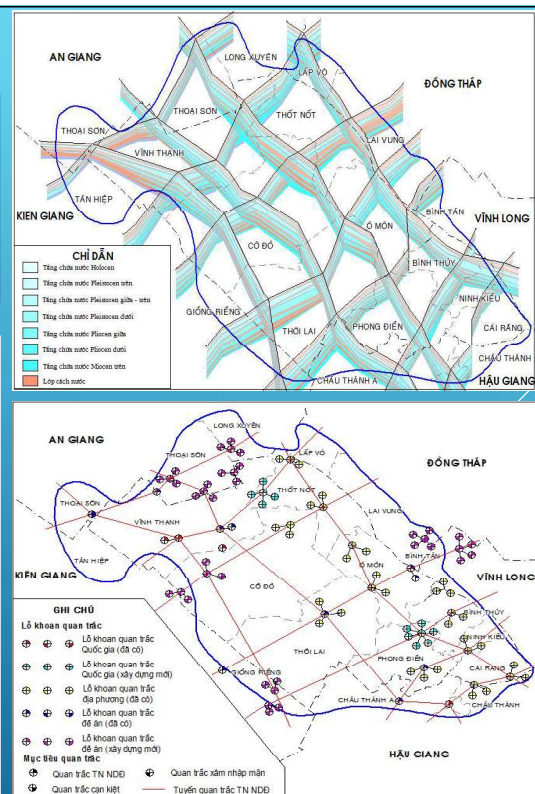 AN GIANG
LONG XUYÊN
LẤP VÒ
ĐỒNG THÁP
THOẠI SƠN
THỐT NỐT
THOẠI SƠN
LAI VUNG
VĨNH THẠNH
TÂN HIỆP
KIEN GIANG
VĨNH LONG
BÌNH TÂN
Ô MÔN
CỜ ĐỎ
BÌNH THỦY
NINH KIỀU
GIỒNG RIỀNG
THỚI LAI
PHONG ĐIỀN
CÁI RĂNG
CHÂU THÀNH
CHÂU THÀNH A
HẬU GIANG
CHỈ DẪN
Tầng chứa nước Holocen
Tầng chứa nước Pleistocen trên
Tầng chứa nước Pleistocen giữa - trên
Tầng chứa nước Pleistocen dưới
Tầng chứa nước Pliocen giữa
Tầng chứa nước Pliocen dưới
Tầng chứa nước Miocen trên
Lớp cách nước
AN GIANG
LONG XUYÊN
LẤP VÒ
ĐỒNG THÁP
THOẠI SƠN
THỐT NỐT
THOẠI SƠN
LAI VUNG
VĨNH THẠNH
BÌNH TÂN
TÂN HIỆP
Ô MÔN
KIÊN GIANG
VĨNH LONG
CỜ ĐỎ
BÌNH THỦY
NINH KIỀU
THỚI LAI
PHONG ĐIỀN
GIỒNG RIỀNG
CAI RANG
CHÂU THÀNH A
CHÂU THÀNH
HẬU GIANG
GHI CHÚ
Lỗ khoan quan trắc
Lỗ khoan quan trắc
Quốc gia (đã có)
Lỗ khoan quan trắc
Quốc gia (xây dựng mới)
Lỗ khoan quan trắc
địa phương (đã có)
Lỗ khoan quan trắc
đề án (đã có)
Lỗ khoan quan trắc
đề án (xây dựng mới)
Mục tiêu quan trắc
Quan trắc TN NDĐ
Quan trắc xâm nhập mặn
Quan trắc cạn kiệt
Tuyến quan trắc TN NDĐ